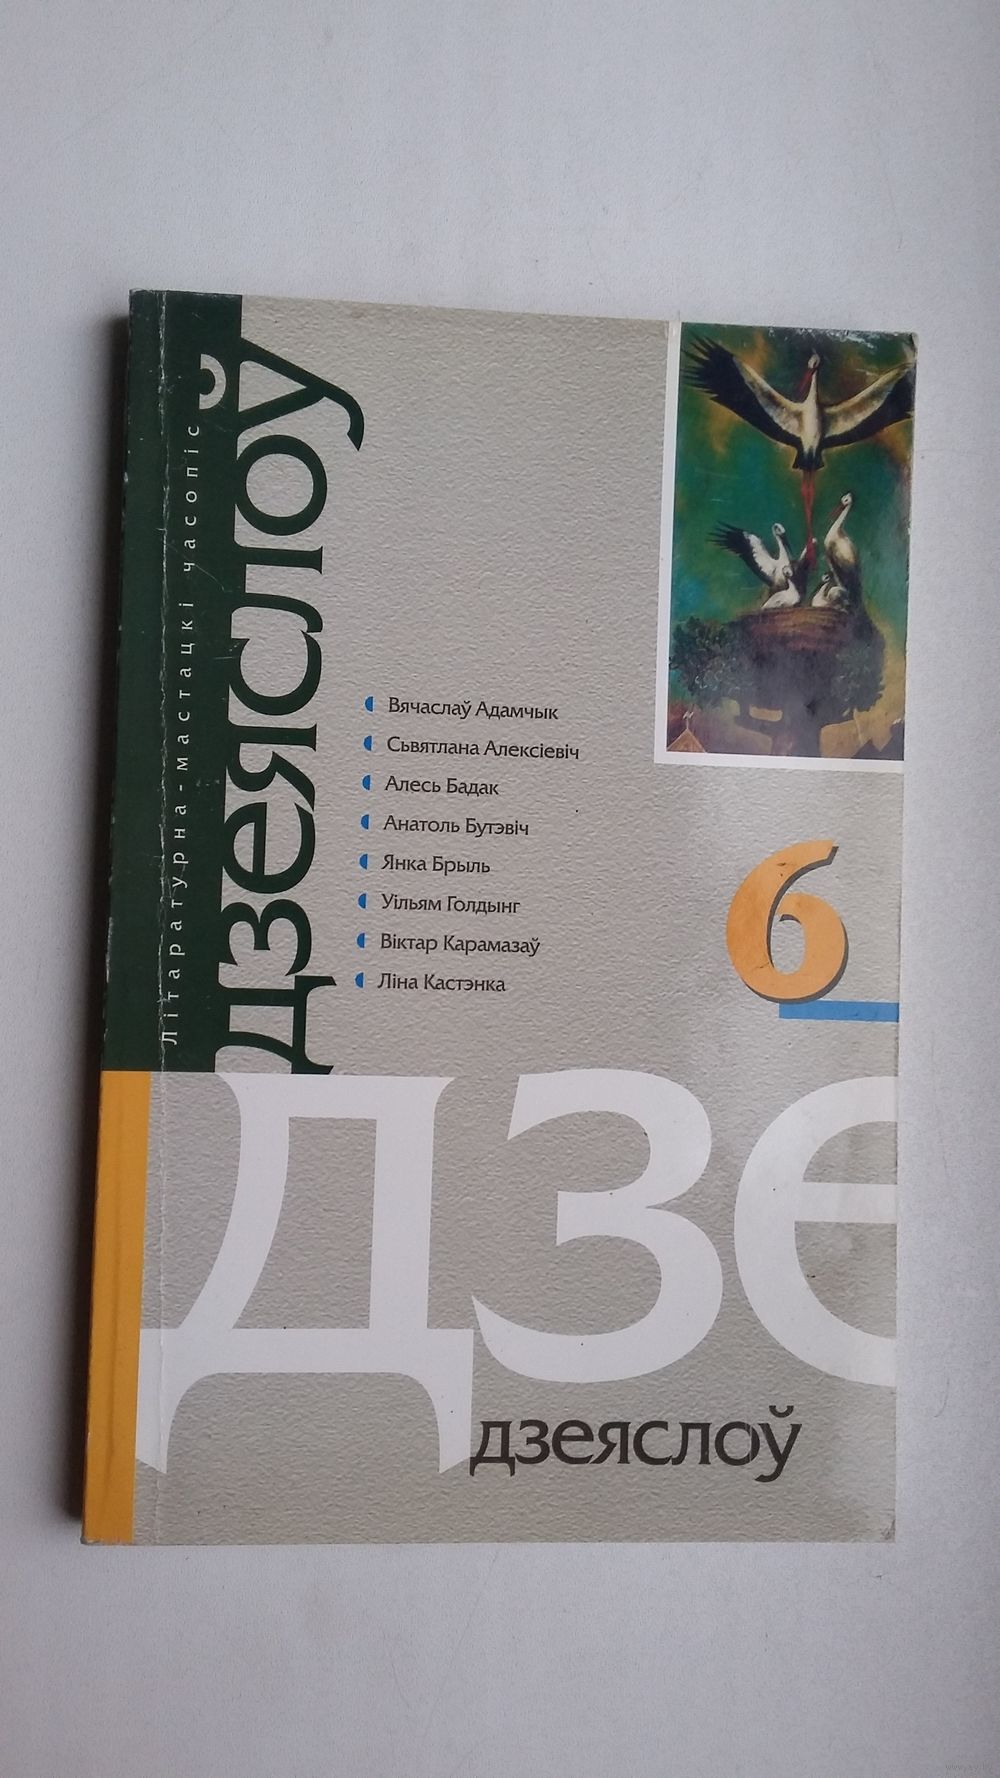 Літаратурна-мастацкі часопіс
дзеяслоў
Вячаслаў Адамчык
Сьвятлана Алексіевіч
Алесь Бадак
Анатоль Бутэвіч
Янка Брыль
Уільям Голдынг
Віктар Карамазаў
Ліна Кастэнка
6
дзе
дзеяслоў